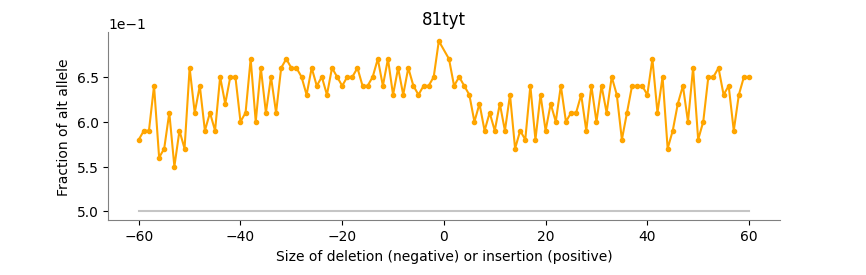 81tyt
1e−1
6.5
6.0
5.5
5.0
Fraction of alt allele
−60 −40 −20 0 20 40 60
Size of deletion (negative) or insertion (positive)